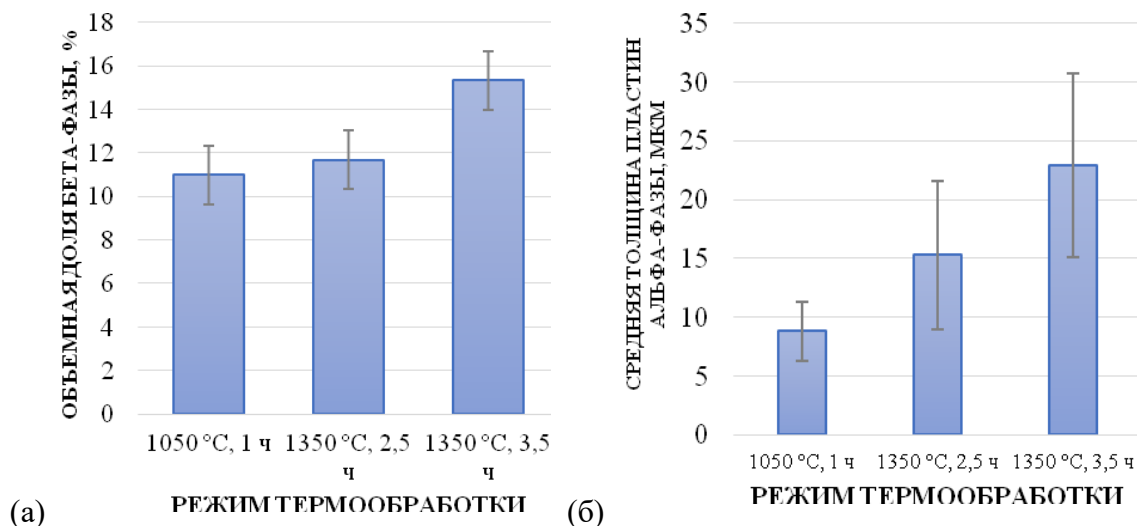 ОБЪЕМНАЯ ДОЛЯ БЕТА-ФАЗЫ, %
18
16
14
12
10
8
6
4
2
0
1050 °C, 1 ч 1350 °C, 2,5 ч 1350 °C, 3,5 ч
РЕЖИМ ТЕРМООБРАБОТКИ
(а)
СРЕДНЯЯ ТОЛЩИНА ПЛАСТИН
АЛЬФА-ФАЗЫ, МКМ
35
30
25
20
15
10
5
0
1050 °C, 1 ч 1350 °C, 2,5 ч 1350 °C, 3,5 ч
РЕЖИМ ТЕРМООБРАБОТКИ
(б)